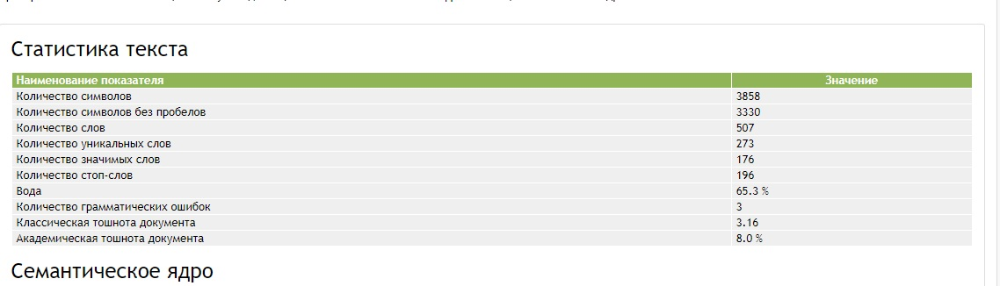 Статистика текста
Наименование показателя Значение
Количество символов 3858
Количество символов без пробелов 3330
Количество слов 507
Количество уникальных слов 273
Количество значимых слов 176
Количество стоп-слов 196
Вода 65.3 %
Количество грамматических ошибок 3
Классическая тошнота документа 3.16
Академическая тошнота документа 8.0 %
Семантическое ядро